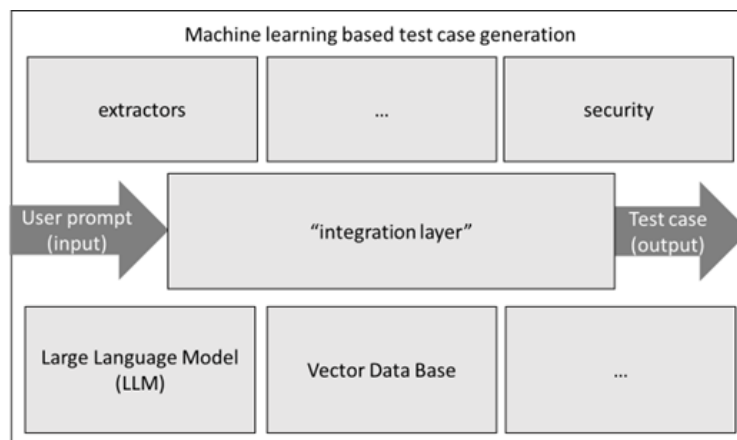 Machine learning based test case generation
extractors
...
security
User prompt
(input)
“integration layer”
Test case
(output)
Large Language Model
(LLM)
Vector Data Base
...